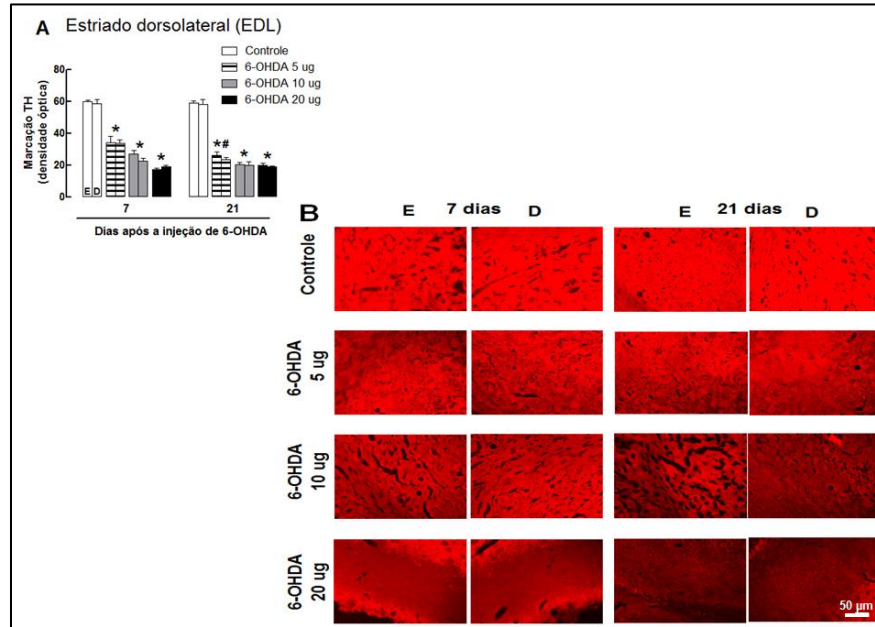 A Estriado dorsolateral (EDL)
Controle
6-OHDA 5 ug
6-OHDA 10 ug
6-OHDA 20 ug
Marcação TH
(densidade óptica)
80
60
40
20
0
* * * *# * *
E D
7 21
Dias após a injeção de 6-OHDA
B
E 7 dias D E 21 dias D
Controle
6-OHDA
5 ug
6-OHDA
10 ug
6-OHDA
20 ug
50 µm